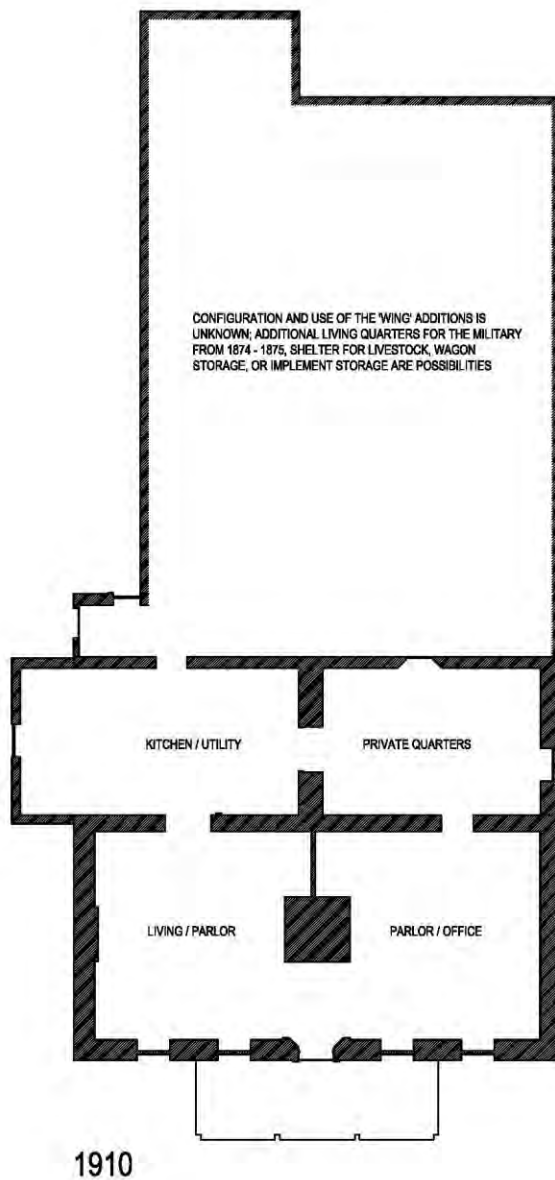 CONFIGURATION AND USE OF THE 'WING' ADDITIONS IS
UNKNOWN; ADDITIONAL LIVING QUARTERS FOR THE MILITARY
FROM 1874 - 1875, SHELTER FOR LIVESTOCK, WAGON
STORAGE, OR IMPLEMENT STORAGE ARE POSSIBILITIES
KITCHEN / UTILITY
PRIVATE QUARTERS
LIVING / PARLOR
PARLOR / OFFICE
1910